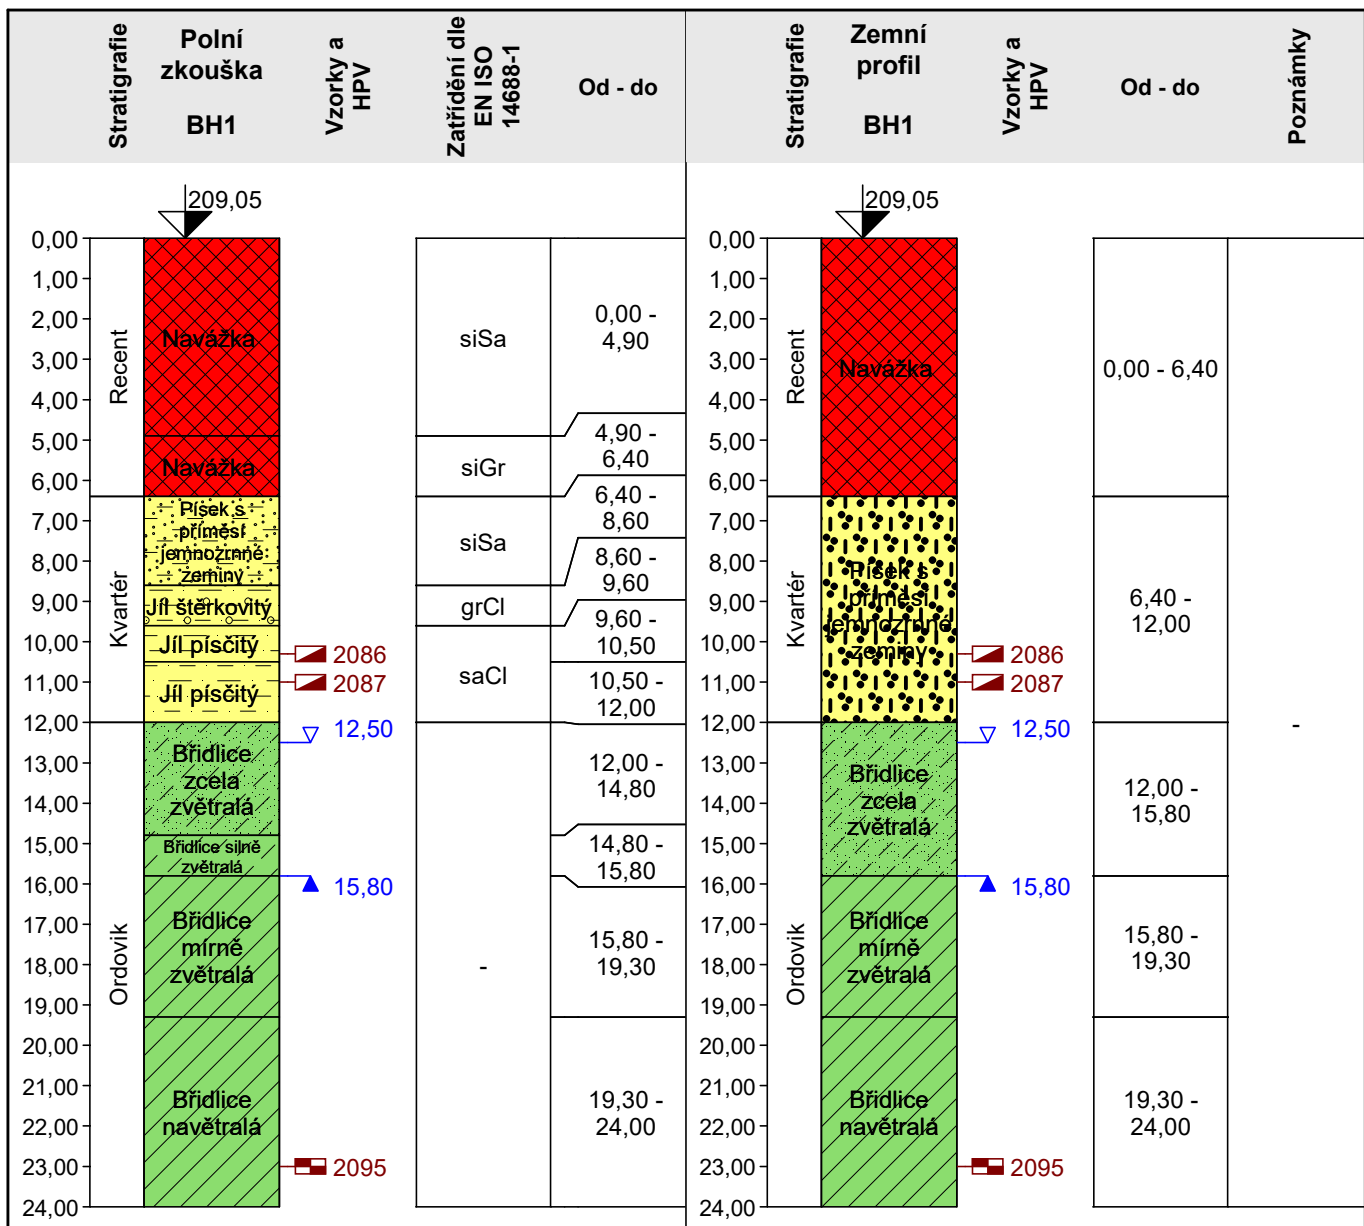 Stratigrafie
Polní
zkouška
BH1
Vzorky a
HPV
Zatřídění dle
EN ISO
14688-1
Od - do
Stratigrafie
Zemní
profil
BH1
Vzorky a
HPV
Od - do
Poznámky
209,05
0,00
1,00
2,00
3,00
4,00
5,00
6,00
7,00
8,00
9,00
10,00
11,00
12,00
13,00
14,00
15,00
16,00
17,00
18,00
19,00
20,00
21,00
22,00
23,00
24,00
Recent
Kvartér
Ordovik
Navážka
Navážka
Písek s
příměsí
jemnozrnné
zeminy
Jíl štěrkovitý
Jíl písčitý
Jíl písčitý
Břidlice
zcela
zvětralá
Břidlice silně
zvětralá
Břidlice
mírně
zvětralá
Břidlice
navětralá
2086
2087
12,50
15,80
2095
siSa
siGr
siSa
grCl
saCl
-
0,00 -
4,90
4,90 -
6,40
6,40 -
8,60
8,60 -
9,60
9,60 -
10,50
10,50 -
12,00
12,00 -
14,80
14,80 -
15,80
15,80 -
19,30
19,30 -
24,00
209,05
0,00
1,00
2,00
3,00
4,00
5,00
6,00
7,00
8,00
9,00
10,00
11,00
12,00
13,00
14,00
15,00
16,00
17,00
18,00
19,00
20,00
21,00
22,00
23,00
24,00
Recent
Kvartér
Ordovik
Navážka
Písek s
příměsí
jemnozrnné
zeminy
Břidlice
zcela
zvětralá
Břidlice
mírně
zvětralá
Břidlice
navětralá
2086
2087
12,50
15,80
2095
0,00 - 6,40
6,40 -
12,00
12,00 -
15,80
15,80 -
19,30
19,30 -
24,00
-